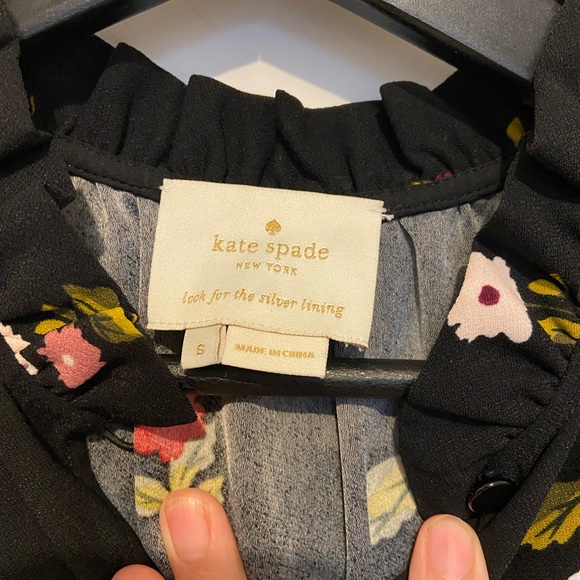 kate spade
NEW YORK
look for the silver lining
S
MADE IN CHINA